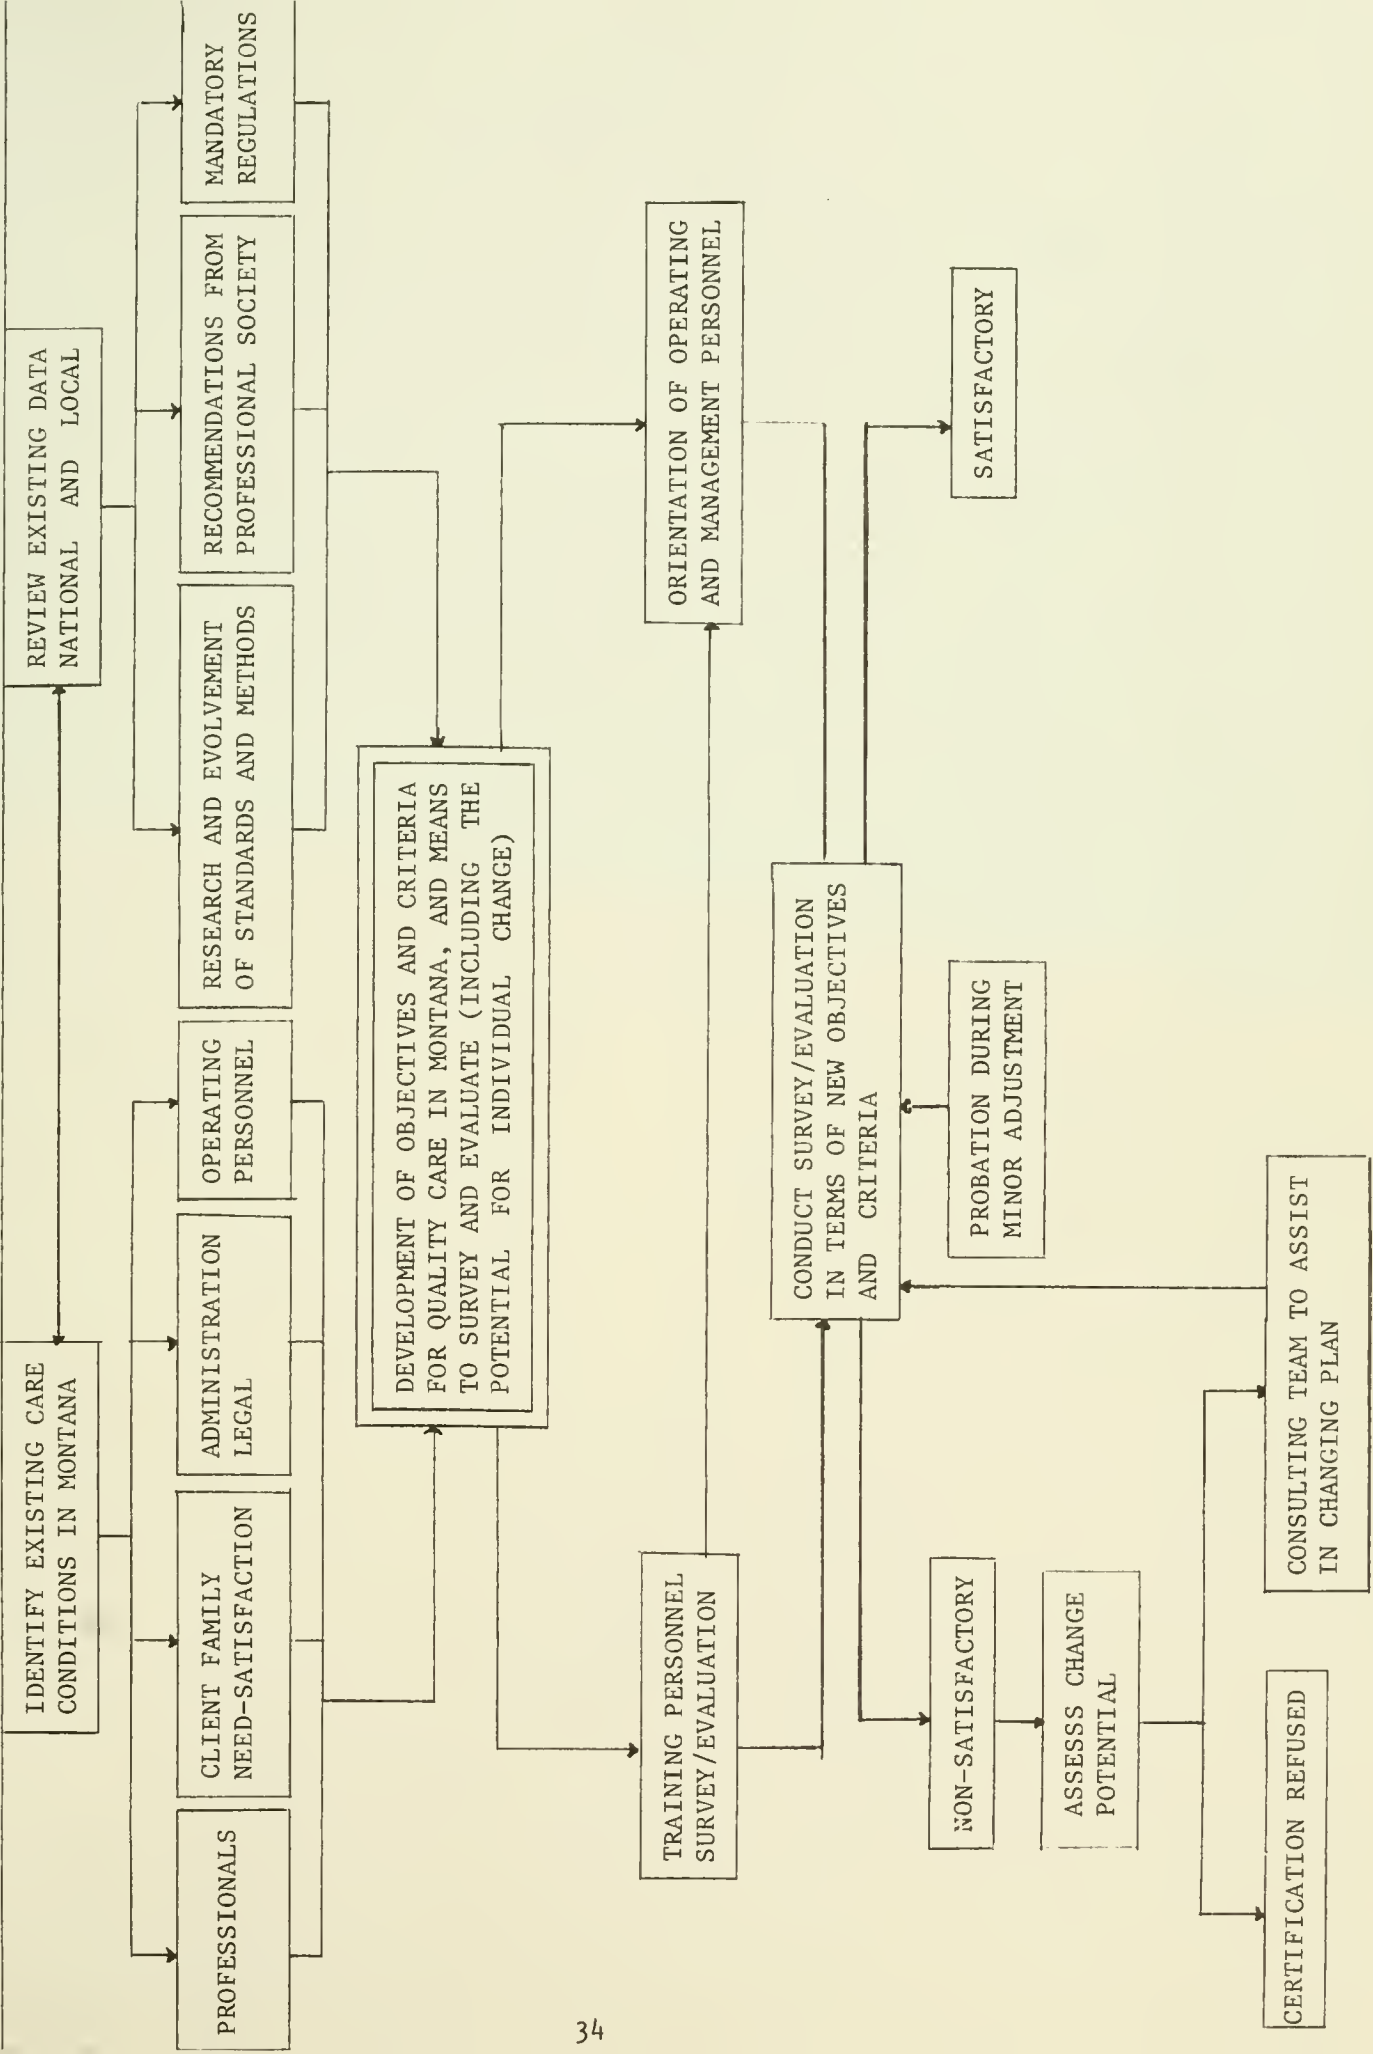 IDENTIFY EXISTING CARE
CONDITIONS IN MONTANA
REVIEW EXISTING DATA
NATIONAL AND LOCAL
PROFESSIONALS
CLIENT FAMILY
NEED-SATISFACTION
ADMINISTRATION
LEGAL
OPERATING
PERSONNEL
RESEARCH AND EVOLVEMENT
OF STANDARDS AND METHODS
RECOMMENDATIONS FROM
PROFESSIONAL SOCIETY
MANDATORY
REGULATIONS
DEVELOPMENT OF OBJECTIVES AND CRITERIA
FOR QUALITY CARE IN MONTANA, AND MEANS
TO SURVEY AND EVALUATE (INCLUDING THE
POTENTIAL FOR INDIVIDUAL CHANGE)
TRAINING PERSONNEL
SURVEY/EVALUATION
ORIENTATION OF OPERATING
AND MANAGEMENT PERSONNEL
CONDUCT SURVEY/EVALUATION
IN TERMS OF NEW OBJECTIVES
AND CRITERIA
NON-SATISFACTORY
PROBATION DURING
MINOR ADJUSTMENT
SATISFACTORY
ASSESSS CHANGE
POTENTIAL
CERTIFICATION REFUSED
CONSULTING TEAM TO ASSIST
IN CHANGING PLAN
34